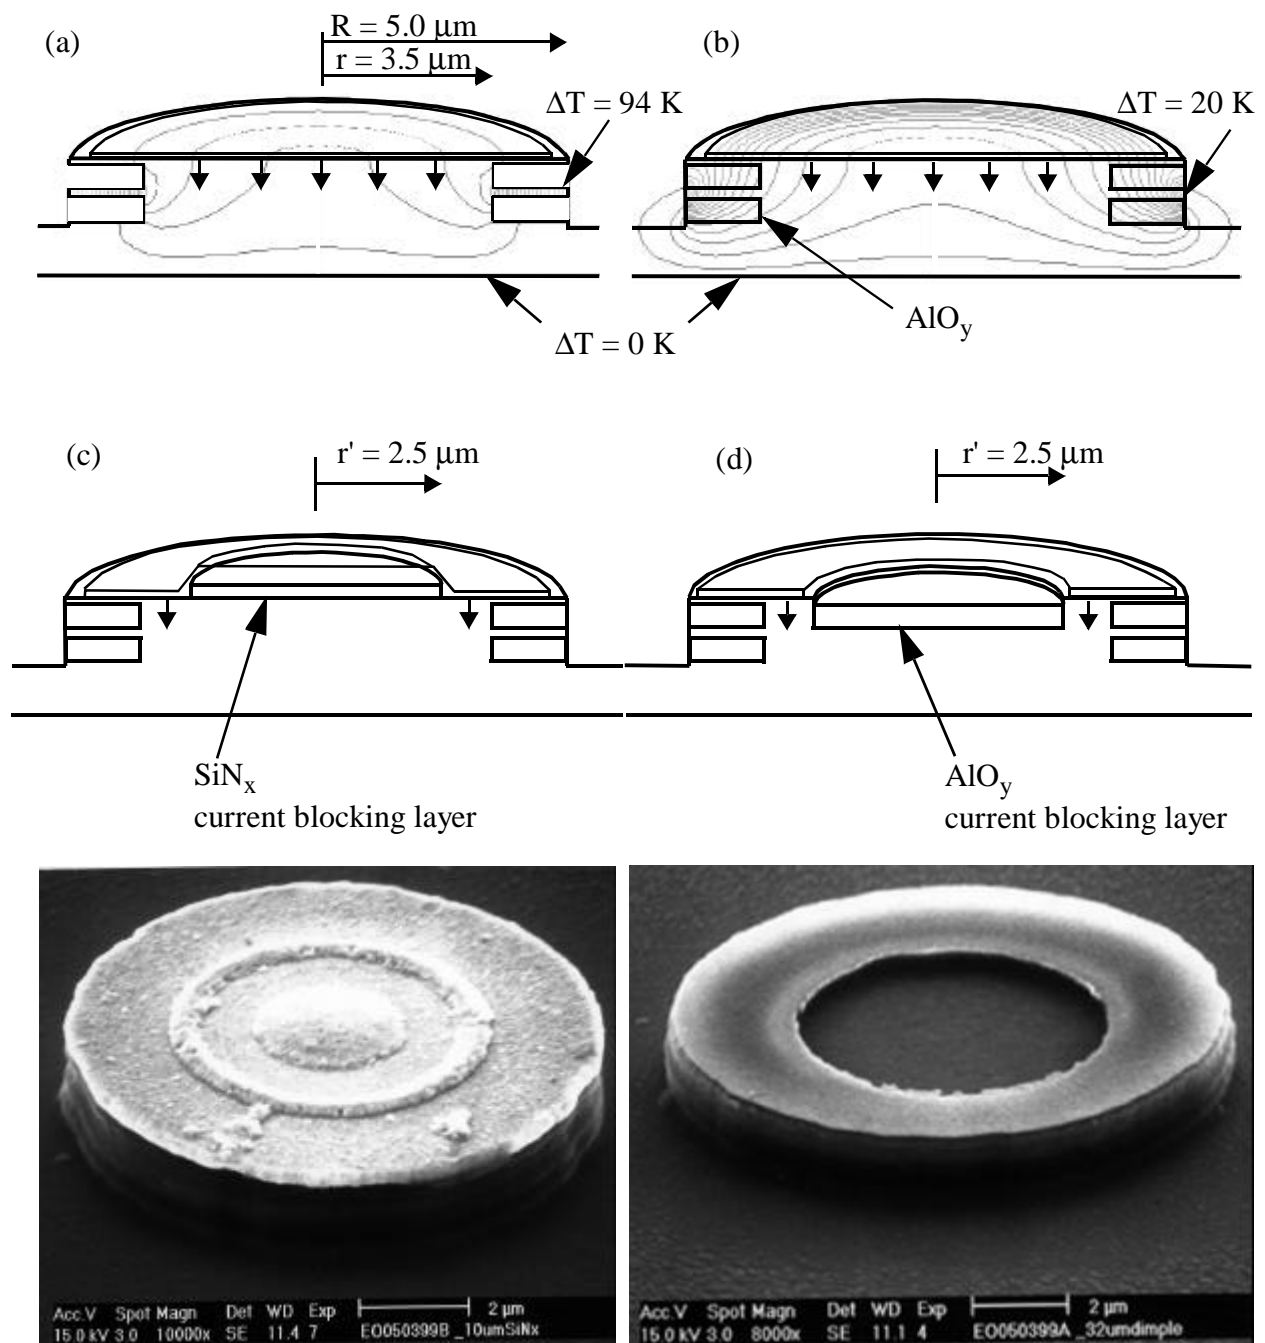 (a)
R = 5.0 μm
r = 3.5 μm
ΔT = 94 K
(b)
ΔT = 20 K
AlOy
ΔT = 0 K
(c)
r' = 2.5 μm
(d)
r' = 2.5 μm
SiNx
current blocking layer
AlOy
current blocking layer
Acc.V Spot Magn Det WD Exp 2 μm
15.0 kV 3.0 10000x SE 11.4 7 EO050399B _10umSiNx
Acc.V Spot Magn Det WD Exp 2 μm
15.0 kV 3.0 8000x SE 11.1 4 EO050399A _32umdimple